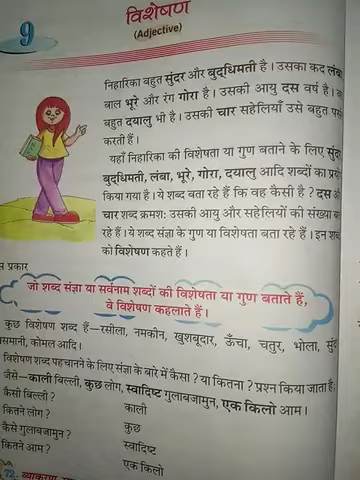 9
विशेषण
(Adjective)
निहारिका बहुत सुंदर और बुद्धिमती है। उसका कद लंबा
बाल भूरे और रंग गोरा है। उसकी आयु दस वर्ष है।
बहुत दयालु भी है। उसकी चार सहेलियाँ उसे बहुत
करती हैं।
यहाँ निहारिका की विशेषता या गुण बताने के लिए सुंदर
बुद्धिमती, लंबा, भूरे, गोरा, दयालु आदि शब्दों का
किया गया है। ये शब्द बता रहे हैं कि वह कैसी है? दस
चार शब्द क्रमशः उसकी आयु और सहेलियों की संख्या
रहे हैं। ये शब्द संज्ञा के गुण या विशेषता बता रहे हैं। इन
को विशेषण कहते हैं।
प्रकार
जो शब्द संज्ञा या सर्वनाम शब्दों की विशेषता या गुण बताते हैं,
वे विशेषण कहलाते हैं।
कुछ विशेषण शब्द हैं—रसीला, नमकीन, खुशबूदार, ऊँचा, चतुर, भोला,
समानी, कोमल आदि।
विशेषण शब्द पहचानने के लिए संज्ञा के बारे में कैसा? या कितना? प्रश्न किया जाता है;
जैसे—काली बिल्ली, कुछ लोग, स्वादिष्ट गुलाबजामुन, एक किलो आम।
कैसी बिल्ली? काली
कितने लोग? कुछ
कैसे गुलाबजामुन? स्वादिष्ट
कितने आम? एक किलो
72